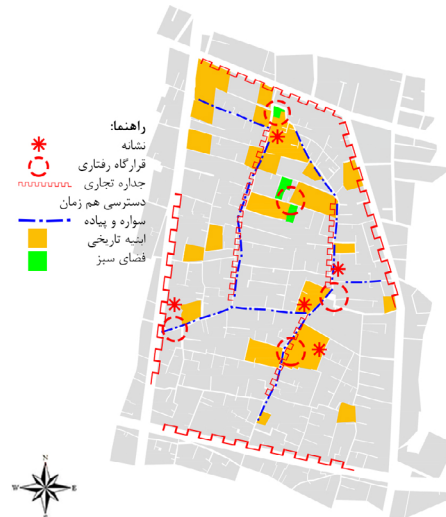 راهنما:
نشانه
قرارگاه رفتاری
جداره تجاری
دسترسی هم زمان
سواره و پیاده
ابنیه تاریخی
فضای سبز
N
W E
S